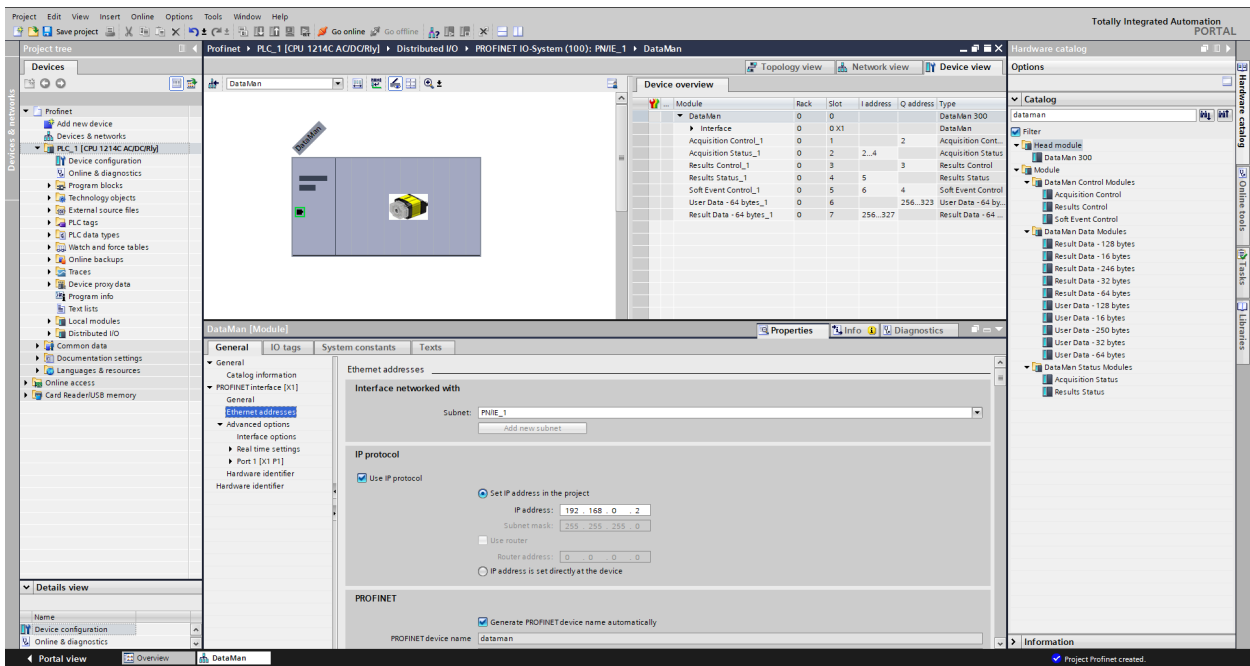 Project Edit View Insert Online Options Tools Window Help
Totally Integrated Automation
PORTAL
Save project
Go online
Go offline
Project tree
Devices
Devices & networks
Profinet
Add new device
Devices & networks
PLC_1 [CPU 1214C AC/DC/Rly]
Device configuration
Online & diagnostics
Program blocks
Technology objects
External source files
PLC tags
PLC data types
Watch and force tables
Online backups
Traces
Device proxy data
Program info
Text lists
Local modules
Distributed I/O
Common data
Documentation settings
Languages & resources
Online access
Card Reader/USB memory
Details view
Name
Device configuration
Online & diagnostics
Profinet PLC_1 [CPU 1214C AC/DC/Rly] Distributed I/O PROFINET IO-System (100): PN/IE_1 DataMan
Topology view Network view Device view
DataMan
DataMan
Device overview
... Module Rack Slot I address Q address Type
DataMan 0 0 DataMan 300
Interface 0 0 X1 DataMan
Acquisition Control_1 0 1 2 Acquisition Cont...
Acquisition Status_1 0 2 2...4 Acquisition Status
Results Control_1 0 3 3 Results Control
Results Status_1 0 4 5 Results Status
Soft Event Control_1 0 5 6 4 Soft Event Control
User Data - 64 bytes_1 0 6 256...323 User Data - 64 by...
Result Data - 64 bytes_1 0 7 256...327 Result Data - 64 ...
DataMan [Module]
Properties Info Diagnostics
General IO tags System constants Texts
General
Catalog information
PROFINET interface [X1]
General
Ethernet addresses
Advanced options
Interface options
Real time settings
Port 1 [X1 P1]
Hardware identifier
Hardware identifier
Ethernet addresses
Interface networked with
Subnet: PN/IE_1
Add new subnet
IP protocol
Use IP protocol
Set IP address in the project
IP address: 192 . 168 . 0 . 2
Subnet mask: 255 . 255 . 255 . 0
Use router
Router address: 0 . 0 . 0 . 0
IP address is set directly at the device
PROFINET
Generate PROFINET device name automatically
PROFINET device name dataman
Hardware catalog
Options
Catalog
dataman
Filter
Head module
DataMan 300
Module
DataMan Control Modules
Acquisition Control
Results Control
Soft Event Control
DataMan Data Modules
Result Data - 128 bytes
Result Data - 16 bytes
Result Data - 246 bytes
Result Data - 32 bytes
Result Data - 64 bytes
User Data - 128 bytes
User Data - 16 bytes
User Data - 250 bytes
User Data - 32 bytes
User Data - 64 bytes
DataMan Status Modules
Acquisition Status
Results Status
Information
Hardware catalog
Online tools
Tasks
Libraries
Portal view
Overview
DataMan
Project Profinet created.